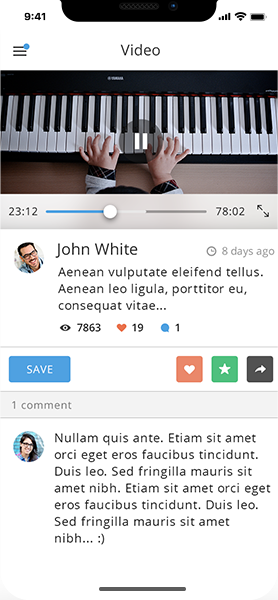 9:41
Video
YAMAHA
23:12 78:02
John White 8 days ago
Aenean vulputate eleifend tellus.
Aenean leo ligula, porttitor eu,
consequat vitae...
7863 19 1
SAVE
1 comment
Nullam quis ante. Etiam sit amet
orci eget eros faucibus tincidunt.
Duis leo. Sed fringilla mauris sit
amet nibh. Etiam sit amet orci eget
eros faucibus tincidunt. Duis leo.
Sed fringilla mauris sit amet
nibh... :)